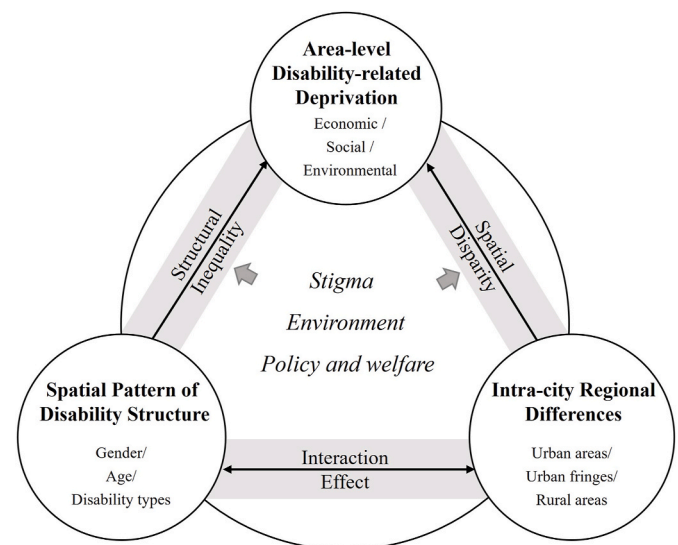 Area-level
Disability-related
Deprivation
Economic /
Social /
Environmental
Structural
Inequality
Spatial
Disparity
Stigma
Environment
Policy and welfare
Spatial Pattern of
Disability Structure
Gender/
Age/
Disability types
Interaction
Effect
Intra-city Regional
Differences
Urban areas/
Urban fringes/
Rural areas